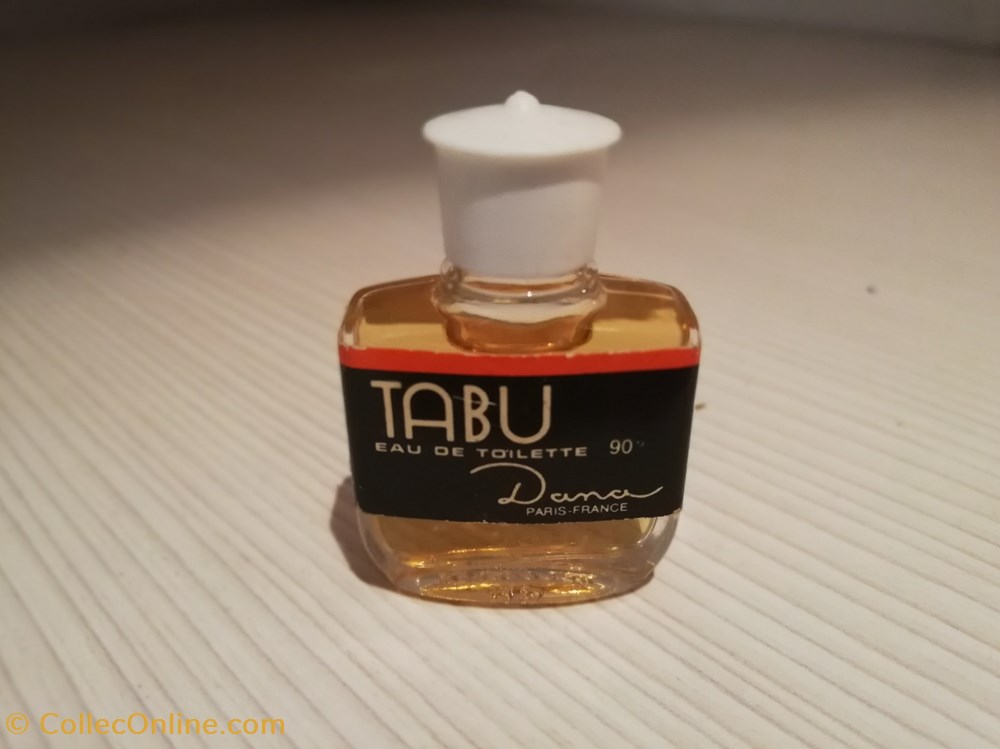 TABU
EAU DE TOILETTE 90°
Dana
PARIS-FRANCE
© CollecOnline.com